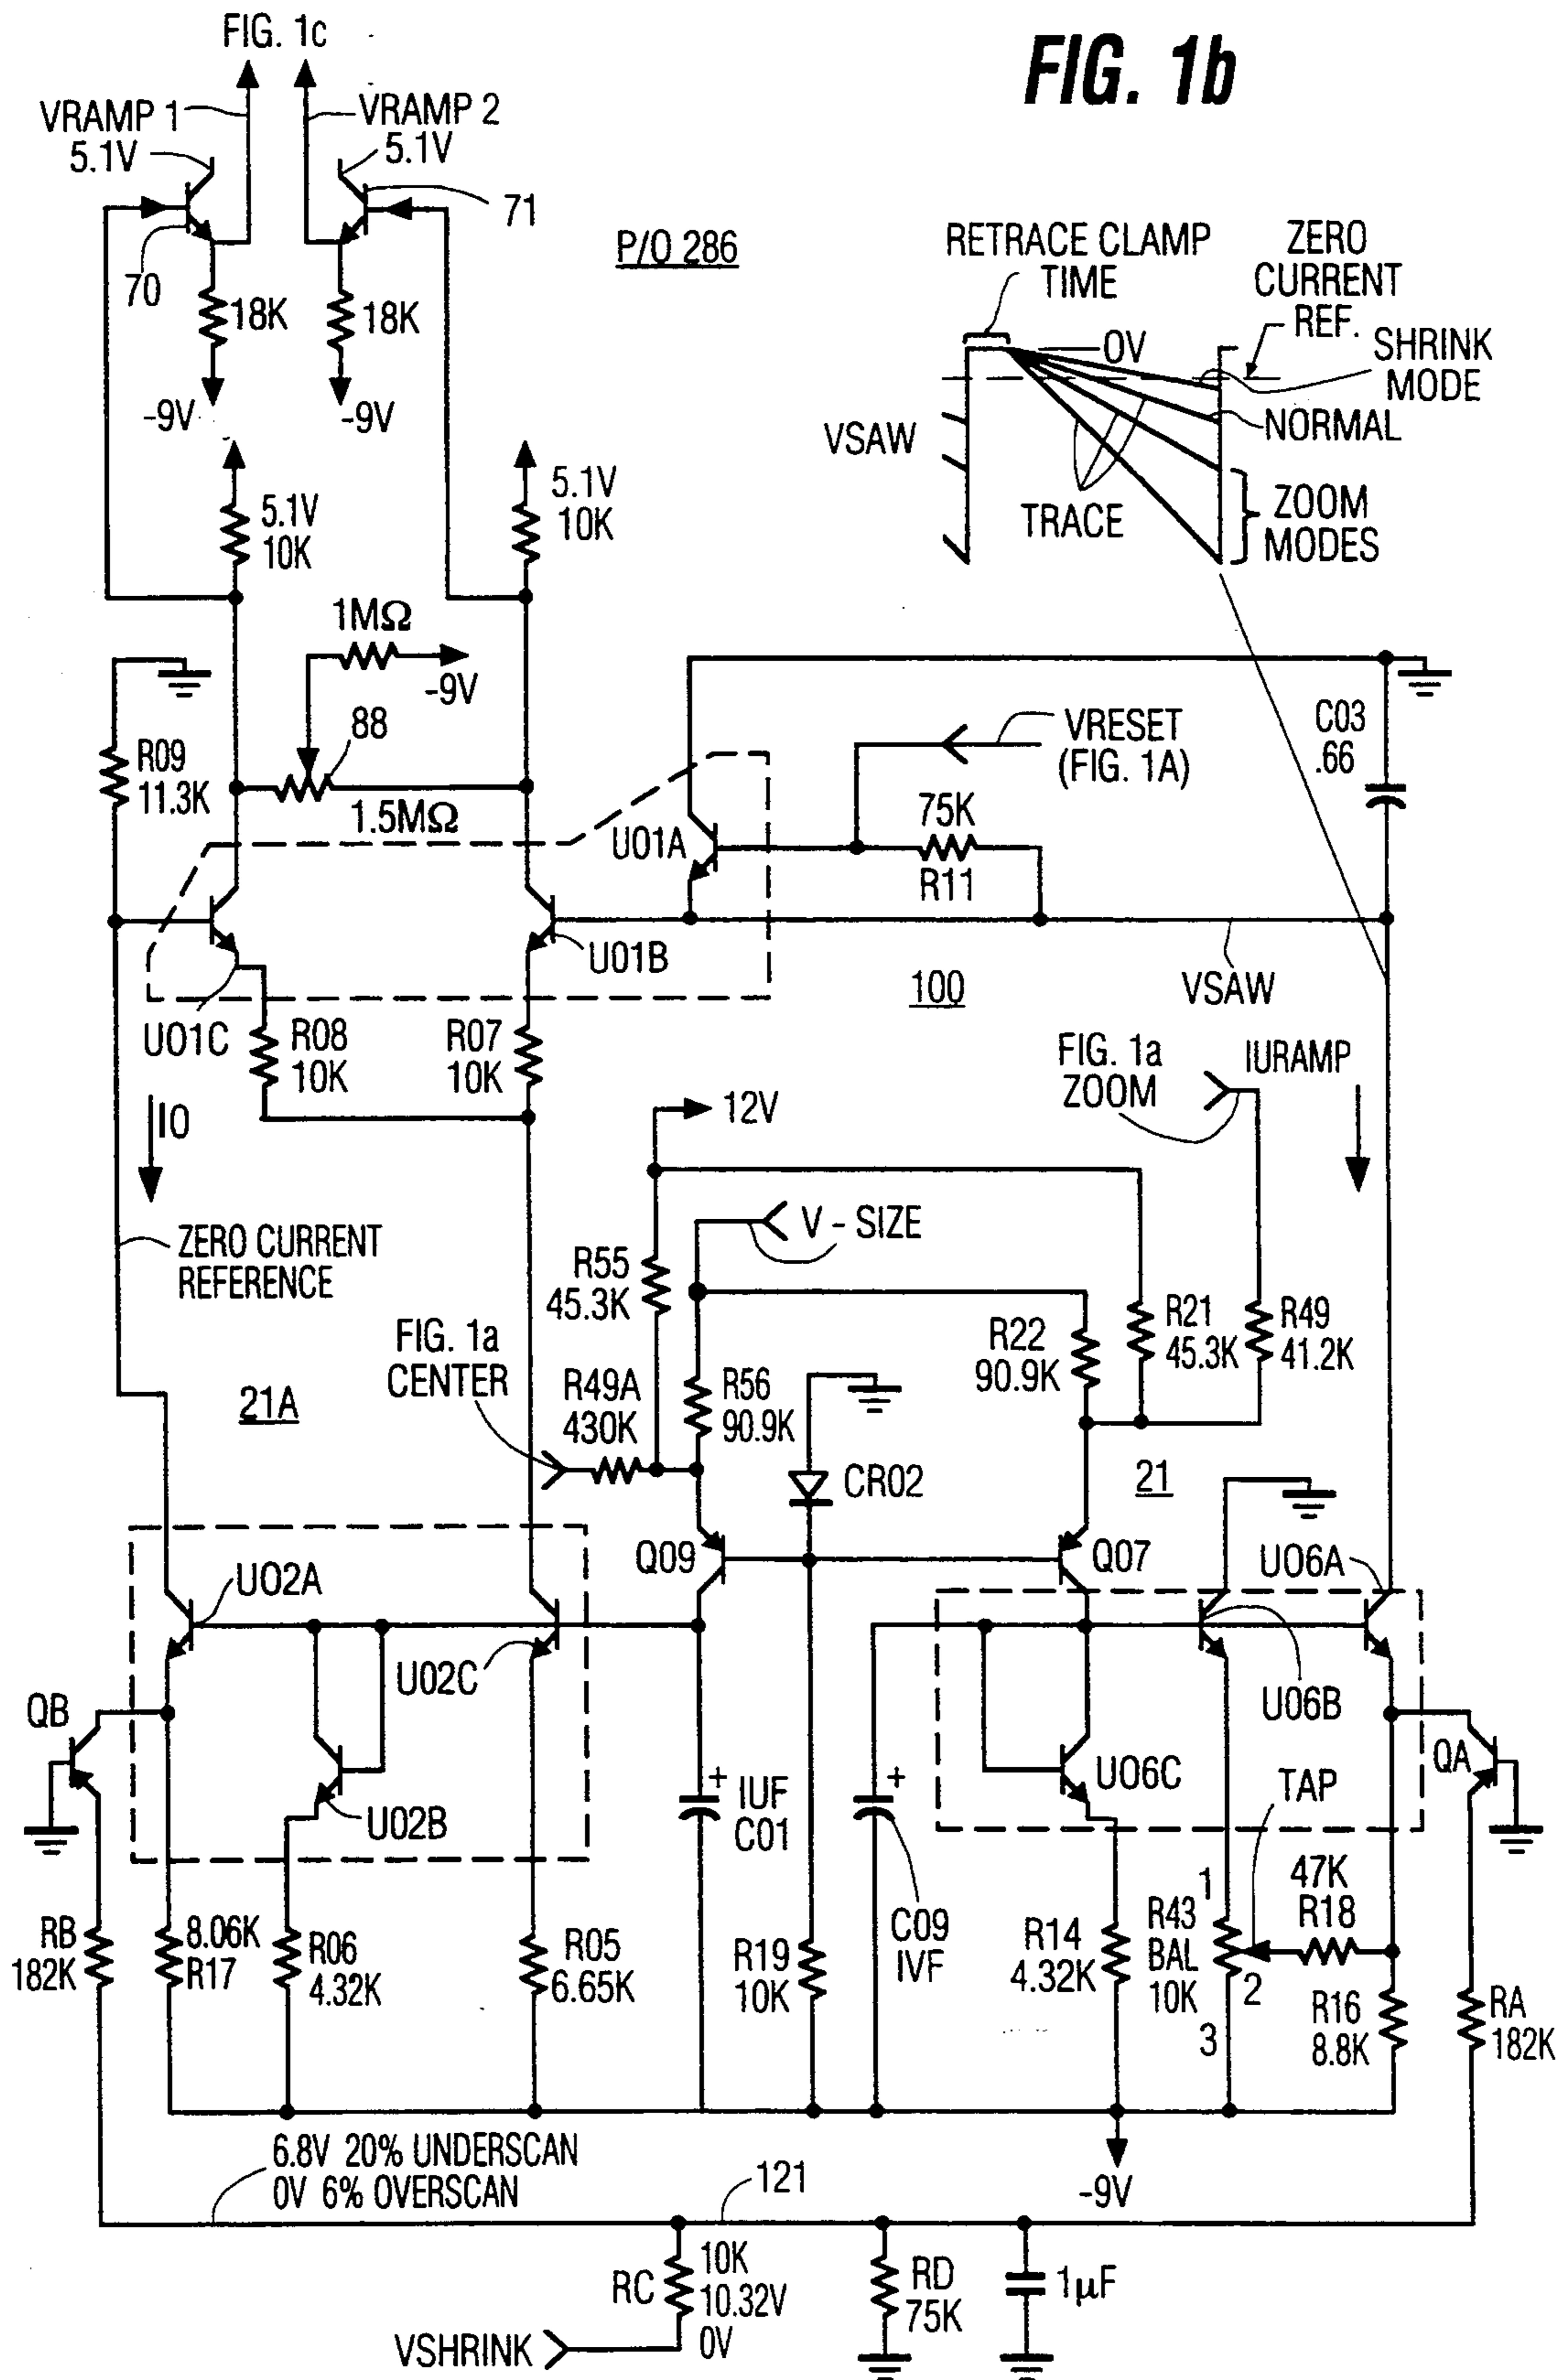 FIG. 1c
FIG. 1b
VRAMP 1
5.1V
VRAMP 2
5.1V
71
70
18K
18K
-9V
-9V
P/O 286
RETRACE CLAMP
TIME
ZERO
CURRENT
REF.
0V
SHRINK
MODE
NORMAL
VSAW
TRACE
ZOOM
MODES
5.1V
10K
5.1V
10K
1MΩ
-9V
88
R09
11.3K
1.5MΩ
VRESET
(FIG. 1A)
C03
.66
75K
U01A
R11
U01B
VSAW
100
U01C
R08
10K
R07
10K
FIG. 1a
ZOOM
IURAMP
IO
12V
V - SIZE
ZERO CURRENT
REFERENCE
R55
45.3K
R22
90.9K
R21
45.3K
R49
41.2K
FIG. 1a
CENTER
R49A
430K
R56
90.9K
21A
CR02
21
Q09
Q07
U06A
U02A
U02C
U06B
QB
U02B
U06C
QA
TAP
+
IUF
C01
+
C09
IVF
RB
182K
8.06K
R17
R06
4.32K
R05
6.65K
R19
10K
R14
4.32K
1
R43
BAL
10K
2
3
47K
R18
R16
8.8K
RA
182K
6.8V 20% UNDERSCAN
0V 6% OVERSCAN
121
-9V
RC
10K
10.32V
0V
RD
75K
1µF
VSHRINK